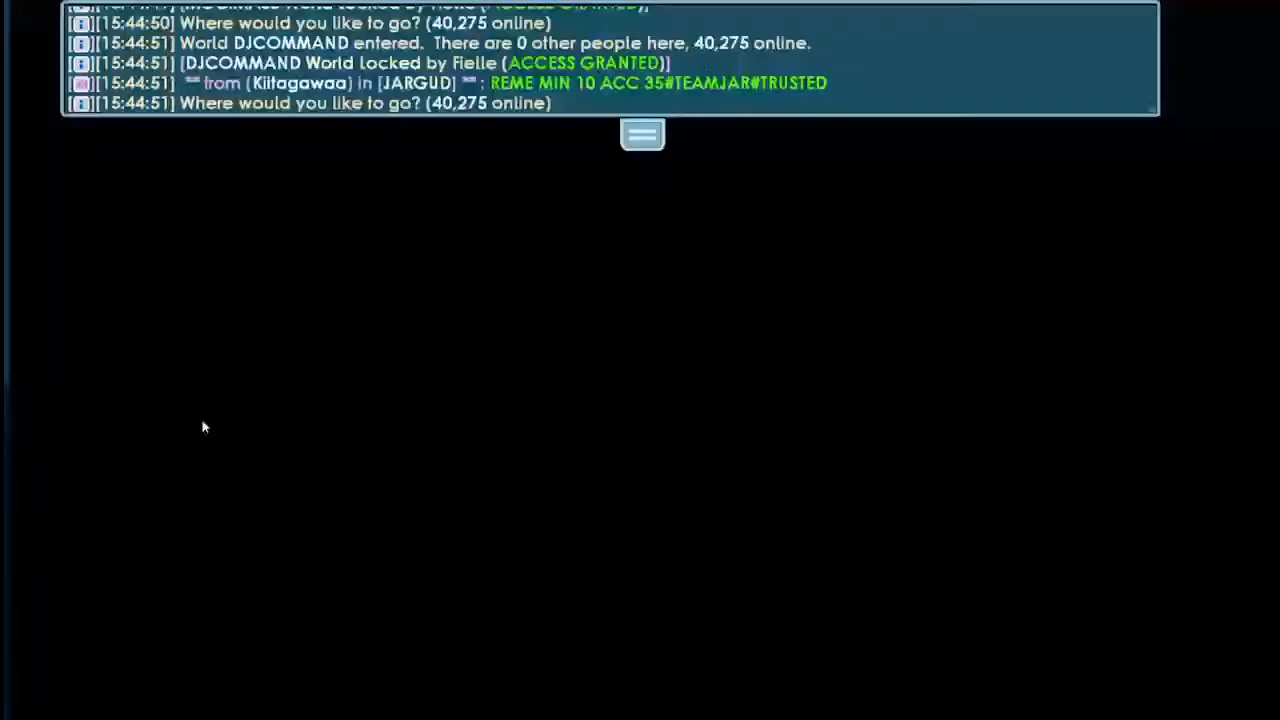 [15:44:50] Where would you like to go? (40,275 online)
[15:44:51] World DJCOMMAND entered. There are 0 other people here, 40,275 online.
[15:44:51] [DJCOMMAND World Locked by Fielle (ACCESS GRANTED)]
[15:44:51] ** from (Kiitagawaa) in [JARGUD] ** : REME MIN 10 ACC 35#TEAMJAR#TRUSTED
[15:44:51] Where would you like to go? (40,275 online)